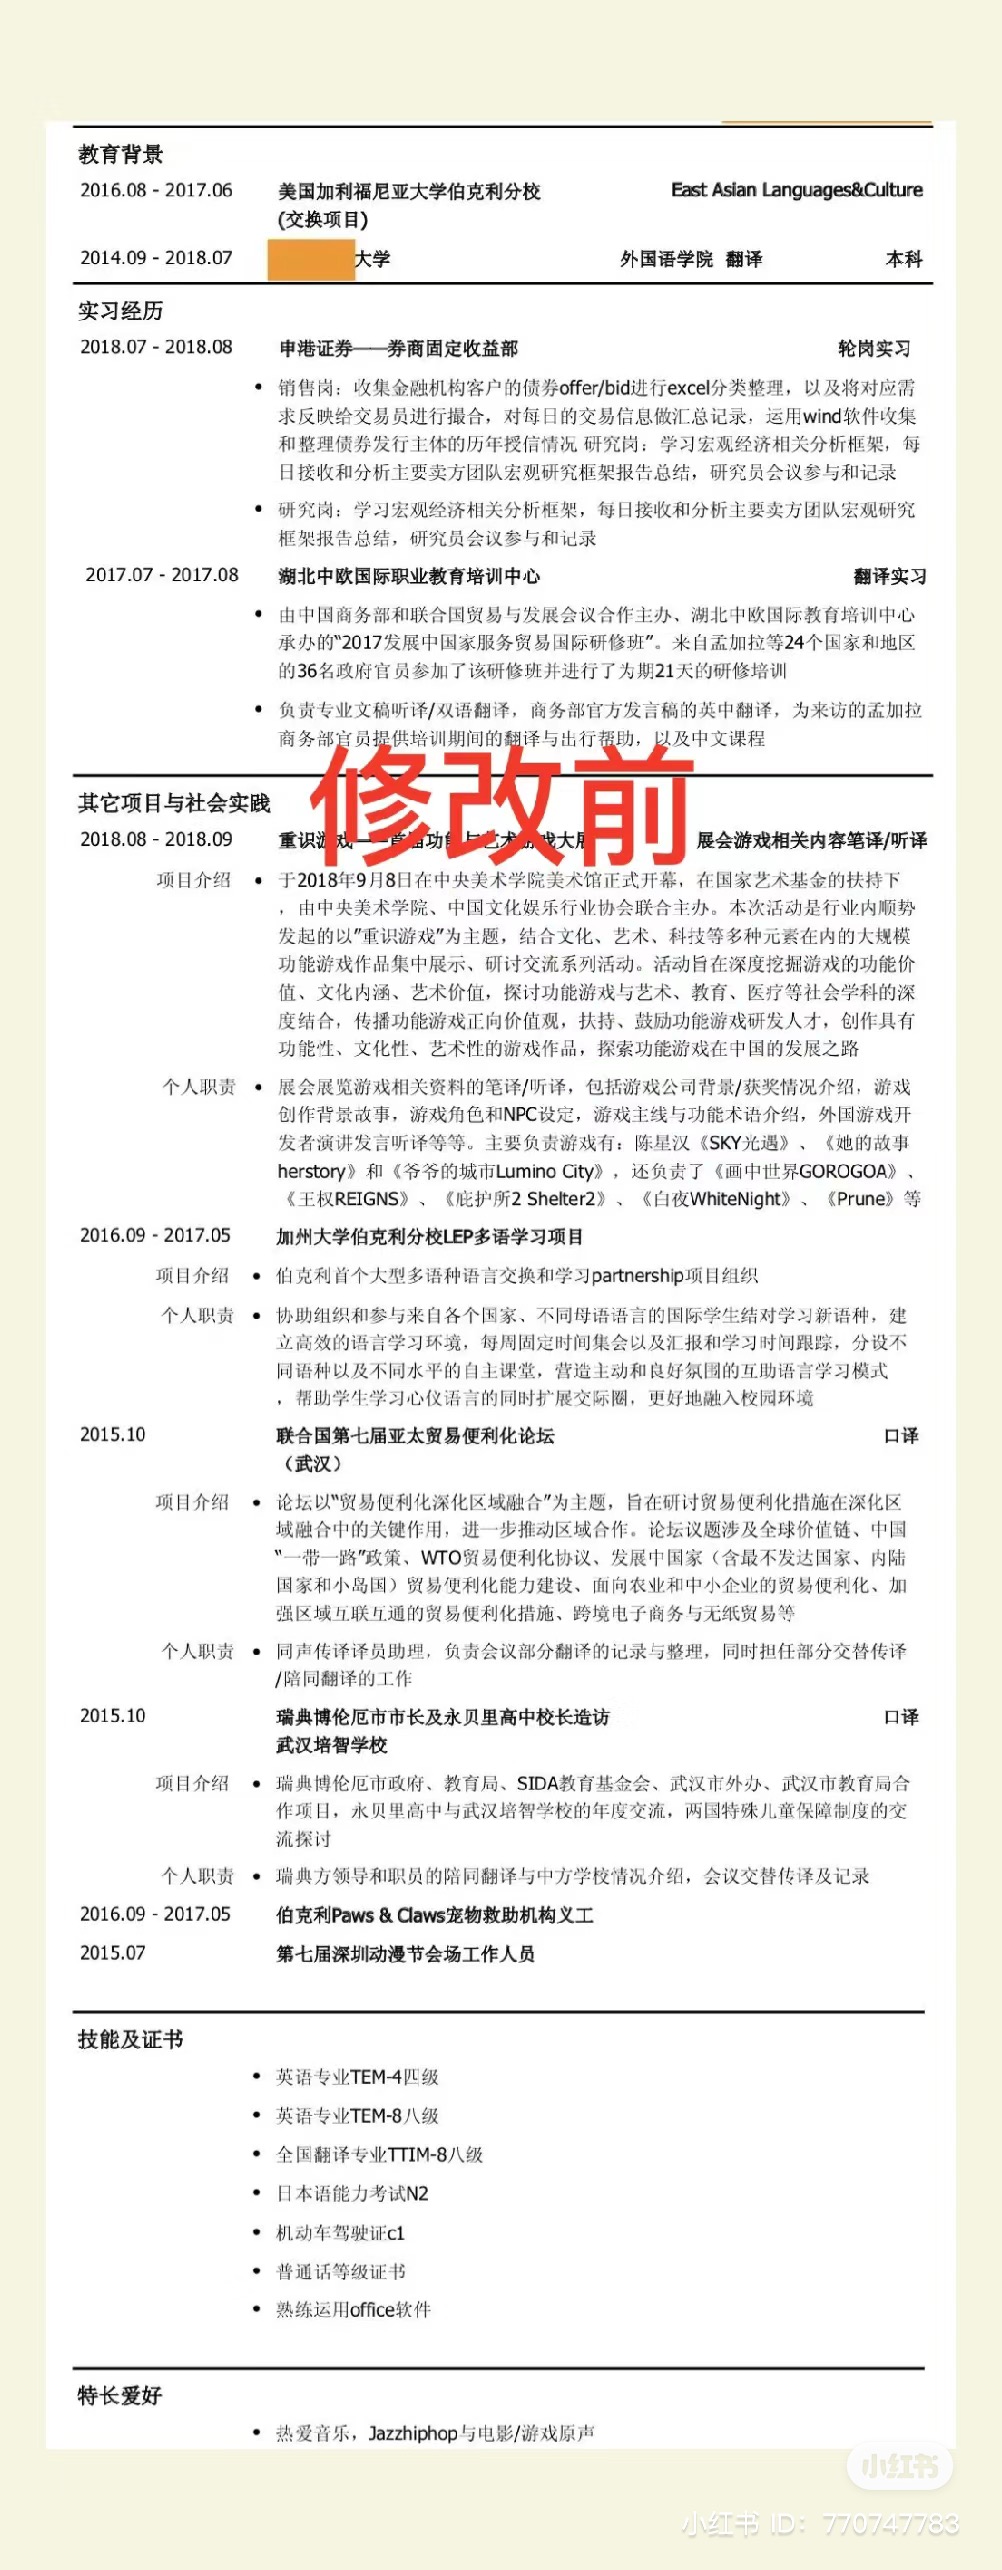 教育背景
2016.08 - 2017.06 美国加利福尼亚大学伯克利分校 East Asian Languages&Culture
(交换项目)
2014.09 - 2018.07 大学 外国语学院 翻译 本科
实习经历
2018.07 - 2018.08 申港证券——券商固定收益部 轮岗实习
• 销售岗：收集金融机构客户的债券offer/bid进行excel分类整理，以及将对应需
求反映给交易员进行撮合，对每日的交易信息做汇总记录，运用wind软件收集
和整理债券发行主体的历年授信情况 研究岗：学习宏观经济相关分析框架，每
日接收和分析主要卖方团队宏观研究框架报告总结，研究员会议参与和记录
• 研究岗：学习宏观经济相关分析框架，每日接收和分析主要卖方团队宏观研究
框架报告总结，研究员会议参与和记录
2017.07 - 2017.08 湖北中欧国际职业教育培训中心 翻译实习
• 由中国商务部和联合国贸易与发展会议合作主办、湖北中欧国际教育培训中心
承办的“2017发展中国家服务贸易国际研修班”。来自孟加拉等24个国家和地区
的36名政府官员参加了该研修班并进行了为期21天的研修培训
• 负责专业文稿听译/双语翻译，商务部官方发言稿的英中翻译，为来访的孟加拉
商务部官员提供培训期间的翻译与出行帮助，以及中文课程
修改前
其它项目与社会实践
2018.08 - 2018.09 重识游戏——首届功能与艺术游戏大展 展会游戏相关内容笔译/听译
项目介绍 • 于2018年9月8日在中央美术学院美术馆正式开幕，在国家艺术基金的扶持下
，由中央美术学院、中国文化娱乐行业协会联合主办。本次活动是行业内顺势
发起的以”重识游戏”为主题，结合文化、艺术、科技等多种元素在内的大规模
功能游戏作品集中展示、研讨交流系列活动。活动旨在深度挖掘游戏的功能价
值、文化内涵、艺术价值，探讨功能游戏与艺术、教育、医疗等社会学科的深
度结合，传播功能游戏正向价值观，扶持、鼓励功能游戏研发人才，创作具有
功能性、文化性、艺术性的游戏作品，探索功能游戏在中国的发展之路
个人职责 • 展会展览游戏相关资料的笔译/听译，包括游戏公司背景/获奖情况介绍，游戏
创作背景故事，游戏角色和NPC设定，游戏主线与功能术语介绍，外国游戏开
发者演讲发言听译等等。主要负责游戏有：陈星汉《SKY光遇》、《她的故事
herstory》和《爷爷的城市Lumino City》，还负责了《画中世界GOROGOA》、
《王权REIGNS》、《庇护所2 Shelter2》、《白夜WhiteNight》、《Prune》等
2016.09 - 2017.05 加州大学伯克利分校LEP多语学习项目
项目介绍 • 伯克利首个大型多语种语言交换和学习partnership项目组织
个人职责 • 协助组织和参与来自各个国家、不同母语语言的国际学生结对学习新语种，建
立高效的语言学习环境，每周固定时间集会以及汇报和学习时间跟踪，分设不
同语种以及不同水平的自主课堂，营造主动和良好氛围的互助语言学习模式
，帮助学生学习心仪语言的同时扩展交际圈，更好地融入校园环境
2015.10 联合国第七届亚太贸易便利化论坛 口译
（武汉）
项目介绍 • 论坛以“贸易便利化深化区域融合”为主题，旨在研讨贸易便利化措施在深化区
域融合中的关键作用，进一步推动区域合作。论坛议题涉及全球价值链、中国
“一带一路”政策、WTO贸易便利化协议、发展中国家（含最不发达国家、内陆
国家和小岛国）贸易便利化能力建设、面向农业和中小企业的贸易便利化、加
强区域互联互通的贸易便利化措施、跨境电子商务与无纸贸易等
个人职责 • 同声传译译员助理，负责会议部分翻译的记录与整理，同时担任部分交替传译
/陪同翻译的工作
2015.10 瑞典博伦厄市市长及永贝里高中校长造访 口译
武汉培智学校
项目介绍 • 瑞典博伦厄市政府、教育局、SIDA教育基金会、武汉市外办、武汉市教育局合
作项目，永贝里高中与武汉培智学校的年度交流，两国特殊儿童保障制度的交
流探讨
个人职责 • 瑞典方领导和职员的陪同翻译与中方学校情况介绍，会议交替传译及记录
2016.09 - 2017.05 伯克利Paws & Claws宠物救助机构义工
2015.07 第七届深圳动漫节会场工作人员
技能及证书
• 英语专业TEM-4四级
• 英语专业TEM-8八级
• 全国翻译专业TTIM-8八级
• 日本语能力考试N2
• 机动车驾驶证c1
• 普通话等级证书
• 熟练运用office软件
特长爱好
• 热爱音乐，Jazzhiphop与电影/游戏原声
小红书
小红书 ID：770747783